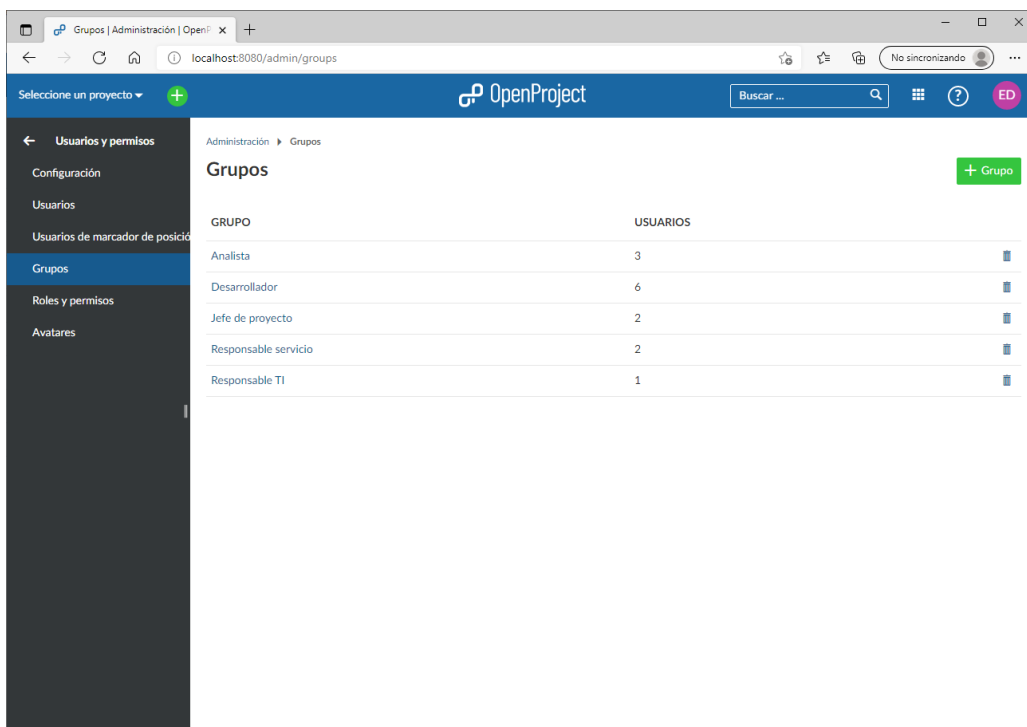 Grupos | Administración | OpenP
localhost:8080/admin/groups
No sincronizando
Seleccione un proyecto
OpenProject
Buscar ...
?
ED
Usuarios y permisos
Configuración
Usuarios
Usuarios de marcador de posició
Grupos
Roles y permisos
Avatares
Administración Grupos
Grupos
+ Grupo
GRUPO USUARIOS
Analista 3
Desarrollador 6
Jefe de proyecto 2
Responsable servicio 2
Responsable TI 1